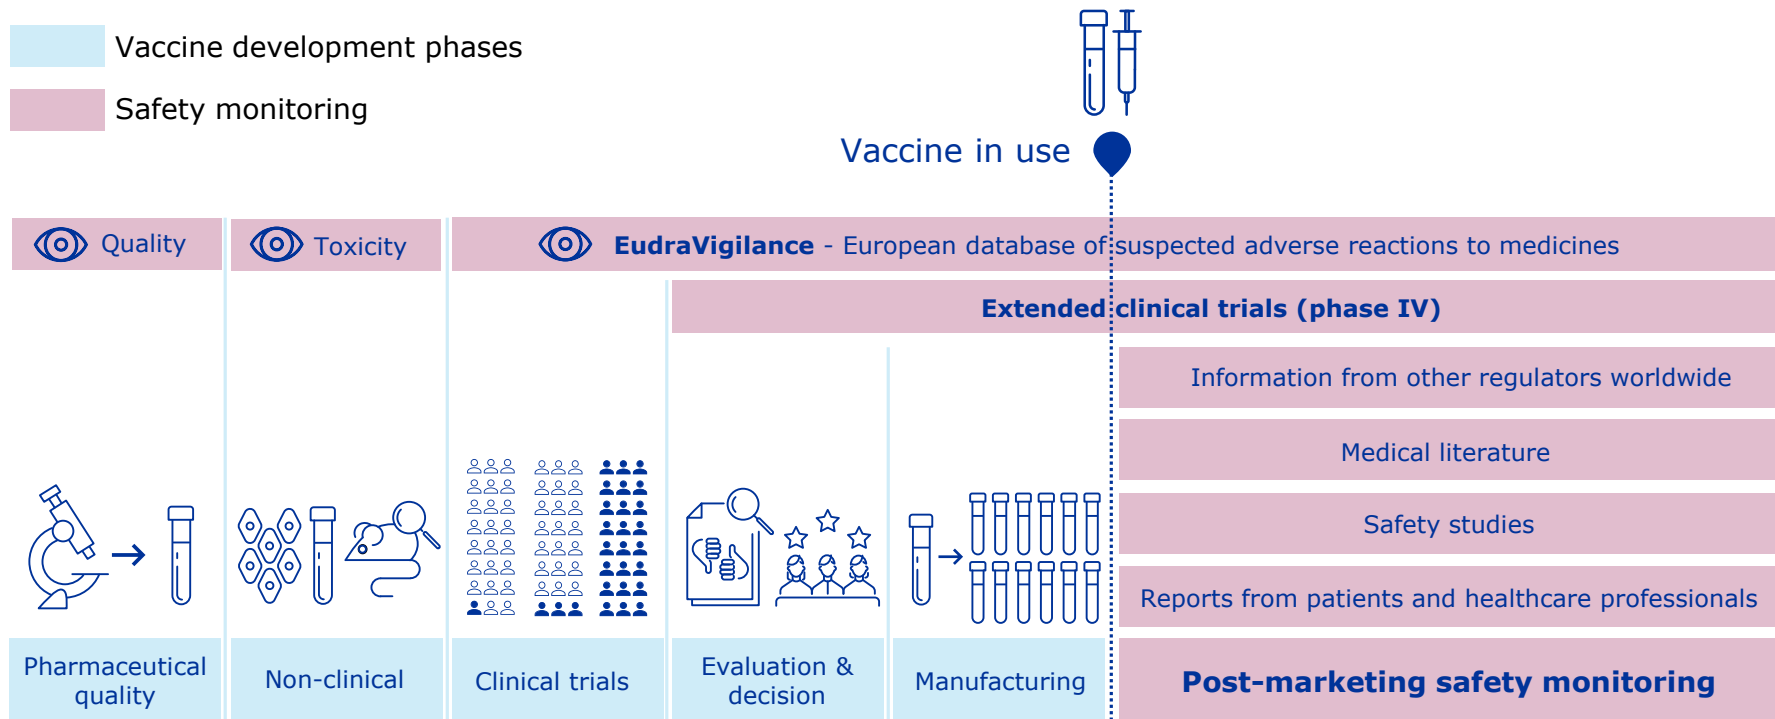 Vaccine development phases
Safety monitoring
Vaccine in use
Quality
Toxicity
EudraVigilance - European database of suspected adverse reactions to medicines
Extended clinical trials (phase IV)
Information from other regulators worldwide
Medical literature
Safety studies
Reports from patients and healthcare professionals
Pharmaceutical
quality
Non-clinical
Clinical trials
Evaluation &
decision
Manufacturing
Post-marketing safety monitoring